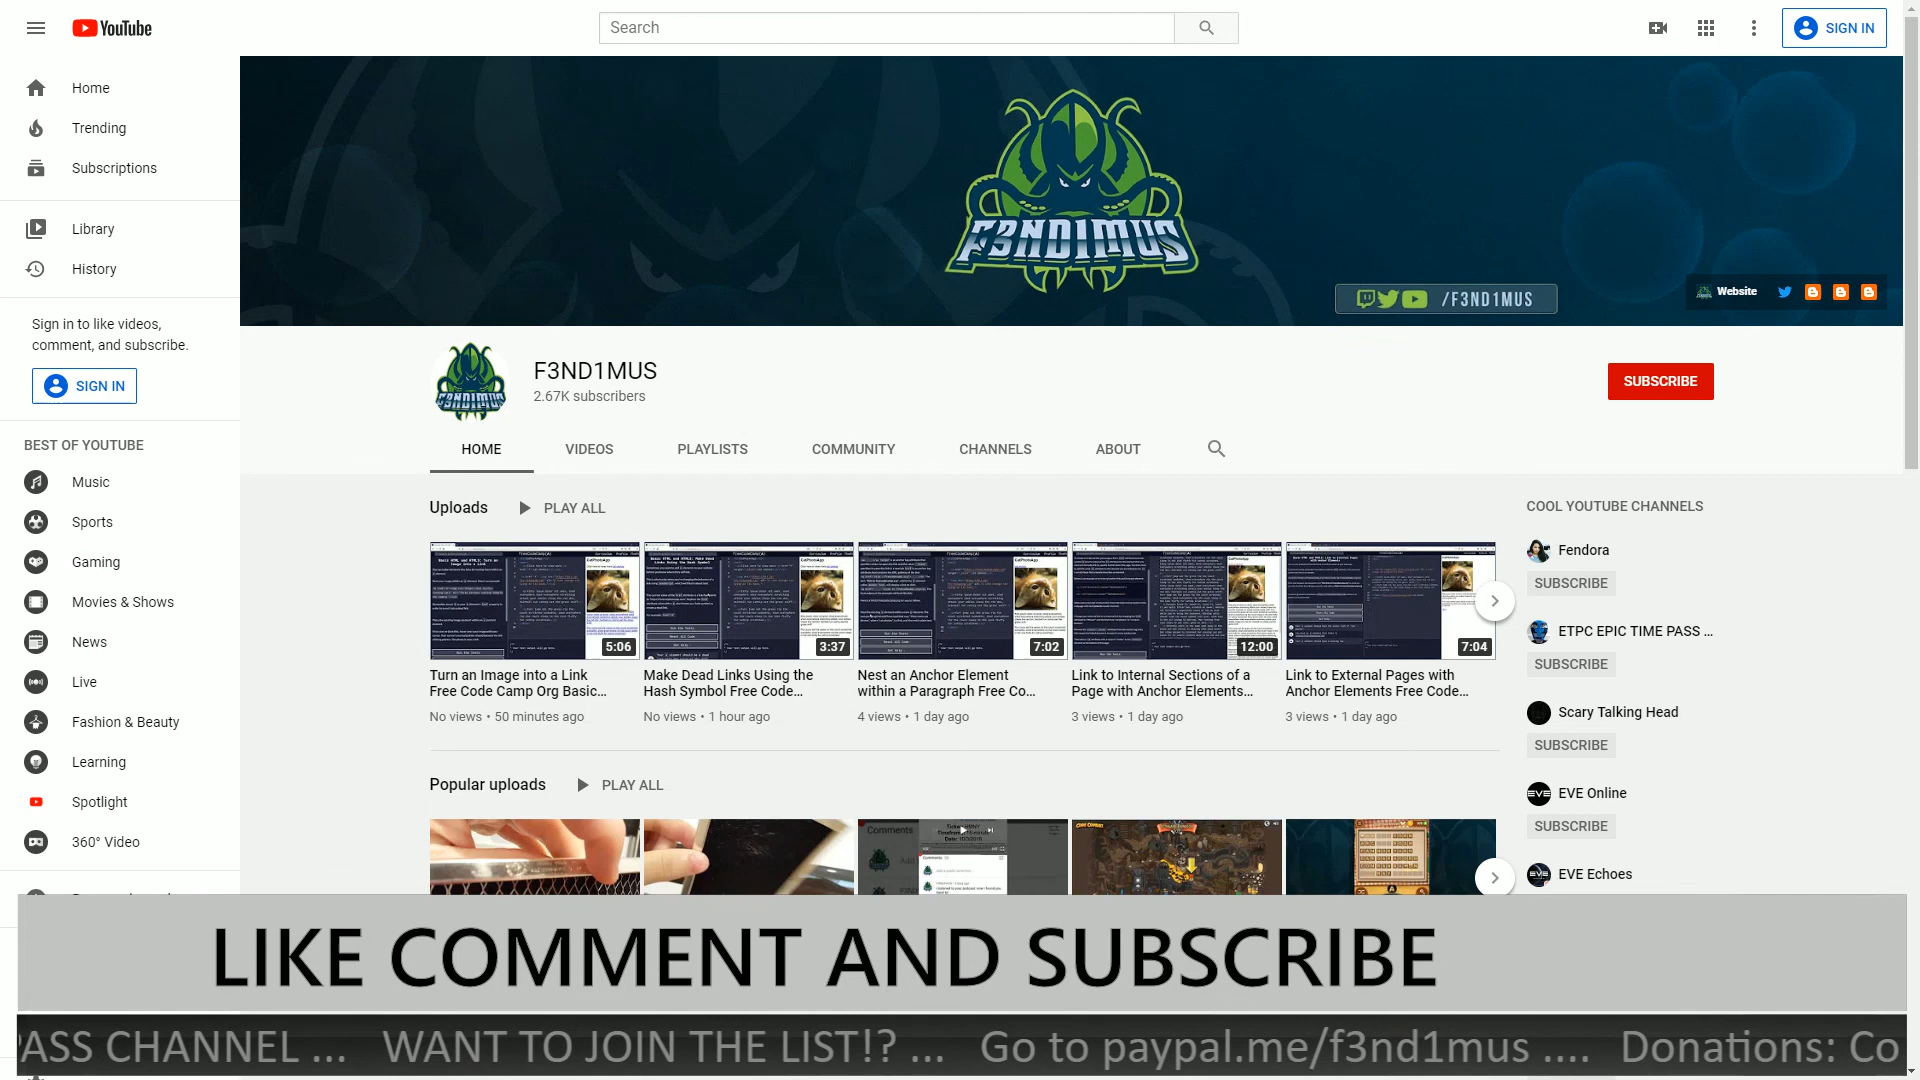 YouTube
Search
SIGN IN
Home
Trending
Subscriptions
Library
History
Sign in to like videos,
comment, and subscribe.
SIGN IN
BEST OF YOUTUBE
Music
Sports
Gaming
Movies & Shows
News
Live
Fashion & Beauty
Learning
Spotlight
360° Video
F3ND1MUS
/F3ND1MUS
Website
F3ND1MUS
2.67K subscribers
SUBSCRIBE
HOME VIDEOS PLAYLISTS COMMUNITY CHANNELS ABOUT
Uploads PLAY ALL
5:06
3:37
7:02
12:00
7:04
Turn an Image into a Link
Free Code Camp Org Basic...
No views • 50 minutes ago
Make Dead Links Using the
Hash Symbol Free Code...
No views • 1 hour ago
Nest an Anchor Element
within a Paragraph Free Co...
4 views • 1 day ago
Link to Internal Sections of a
Page with Anchor Elements...
3 views • 1 day ago
Link to External Pages with
Anchor Elements Free Code...
3 views • 1 day ago
Popular uploads PLAY ALL
Comments
COOL YOUTUBE CHANNELS
Fendora
SUBSCRIBE
ETPC EPIC TIME PASS ...
SUBSCRIBE
Scary Talking Head
SUBSCRIBE
EVE Online
SUBSCRIBE
EVE Echoes
LIKE COMMENT AND SUBSCRIBE
PASS CHANNEL ... WANT TO JOIN THE LIST!? ... Go to paypal.me/f3nd1mus .... Donations: Co